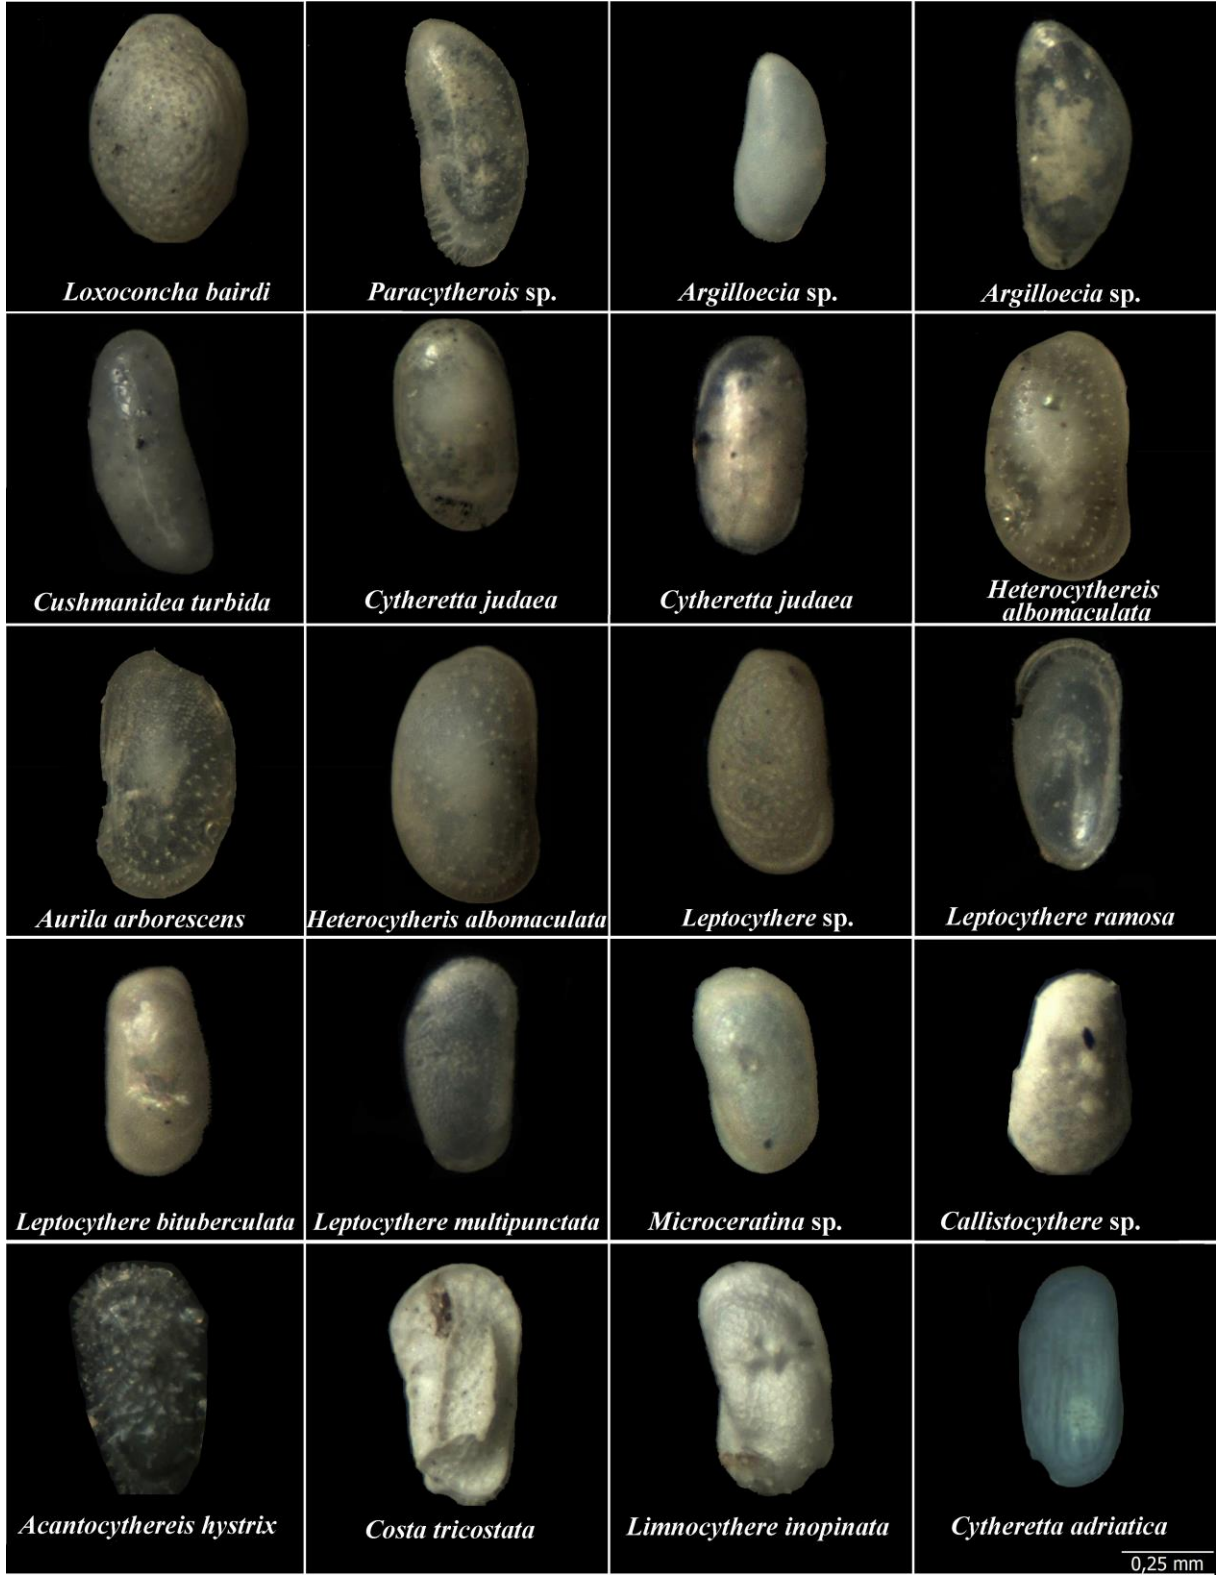 Loxoconcha bairdi
Paracytherois sp.
Argilloecia sp.
Argilloecia sp.
Cushmanidea turbida
Cytheretta judaea
Cytheretta judaea
Heterocythereis
albomaculata
Aurila arborescens
Heterocytheris albomaculata
Leptocythere sp.
Leptocythere ramosa
Leptocythere bituberculata
Leptocythere multipunctata
Microceratina sp.
Callistocythere sp.
Acantocythereis hystrix
Costa tricostata
Limnocythere inopinata
Cytheretta adriatica
0,25 mm